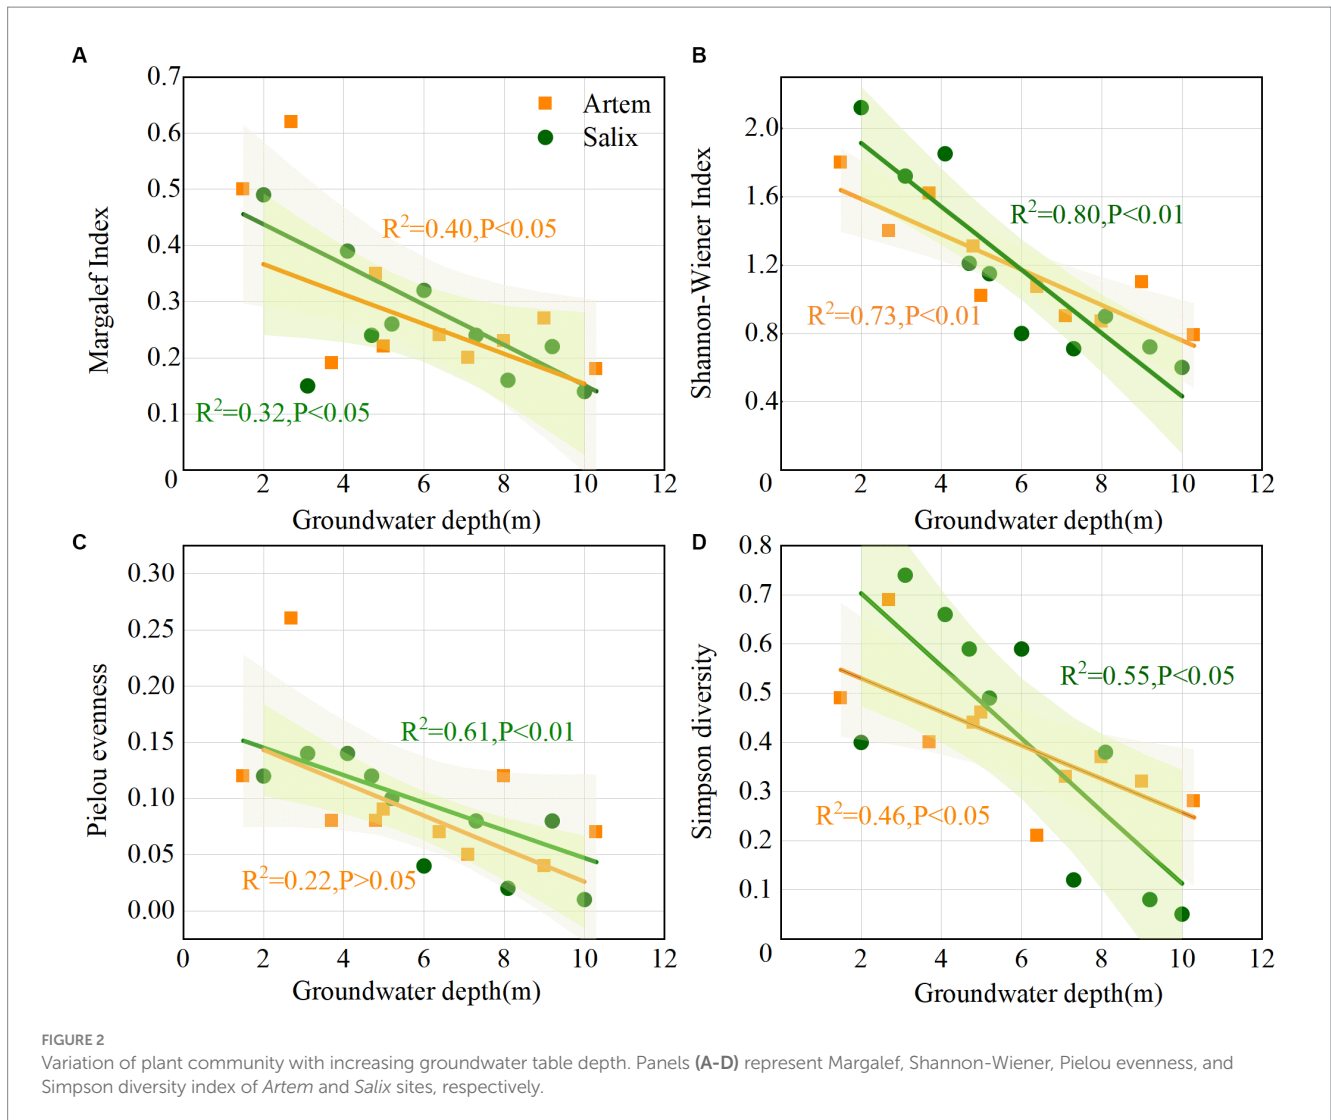 A
B
0.7
0.6
0.5
0.4
0.3
0.2
0.1
0
Margalef Index
Artem
Salix
R²=0.40,P<0.05
R²=0.32,P<0.05
2 4 6 8 10 12
Groundwater depth(m)
2.0
1.6
1.2
0.8
0.4
0
Shannon-Wiener Index
R²=0.80,P<0.01
R²=0.73,P<0.01
2 4 6 8 10 12
Groundwater depth(m)
C
D
0.30
0.25
0.20
0.15
0.10
0.05
0.00
Pielou evenness
R²=0.61,P<0.01
R²=0.22,P>0.05
0 2 4 6 8 10 12
Groundwater depth(m)
0.8
0.7
0.6
0.5
0.4
0.3
0.2
0.1
0
Simpson diversity
R²=0.55,P<0.05
R²=0.46,P<0.05
2 4 6 8 10 12
Groundwater depth(m)
FIGURE 2
Variation of plant community with increasing groundwater table depth. Panels (A-D) represent Margalef, Shannon-Wiener, Pielou evenness, and
Simpson diversity index of Artem and Salix sites, respectively.